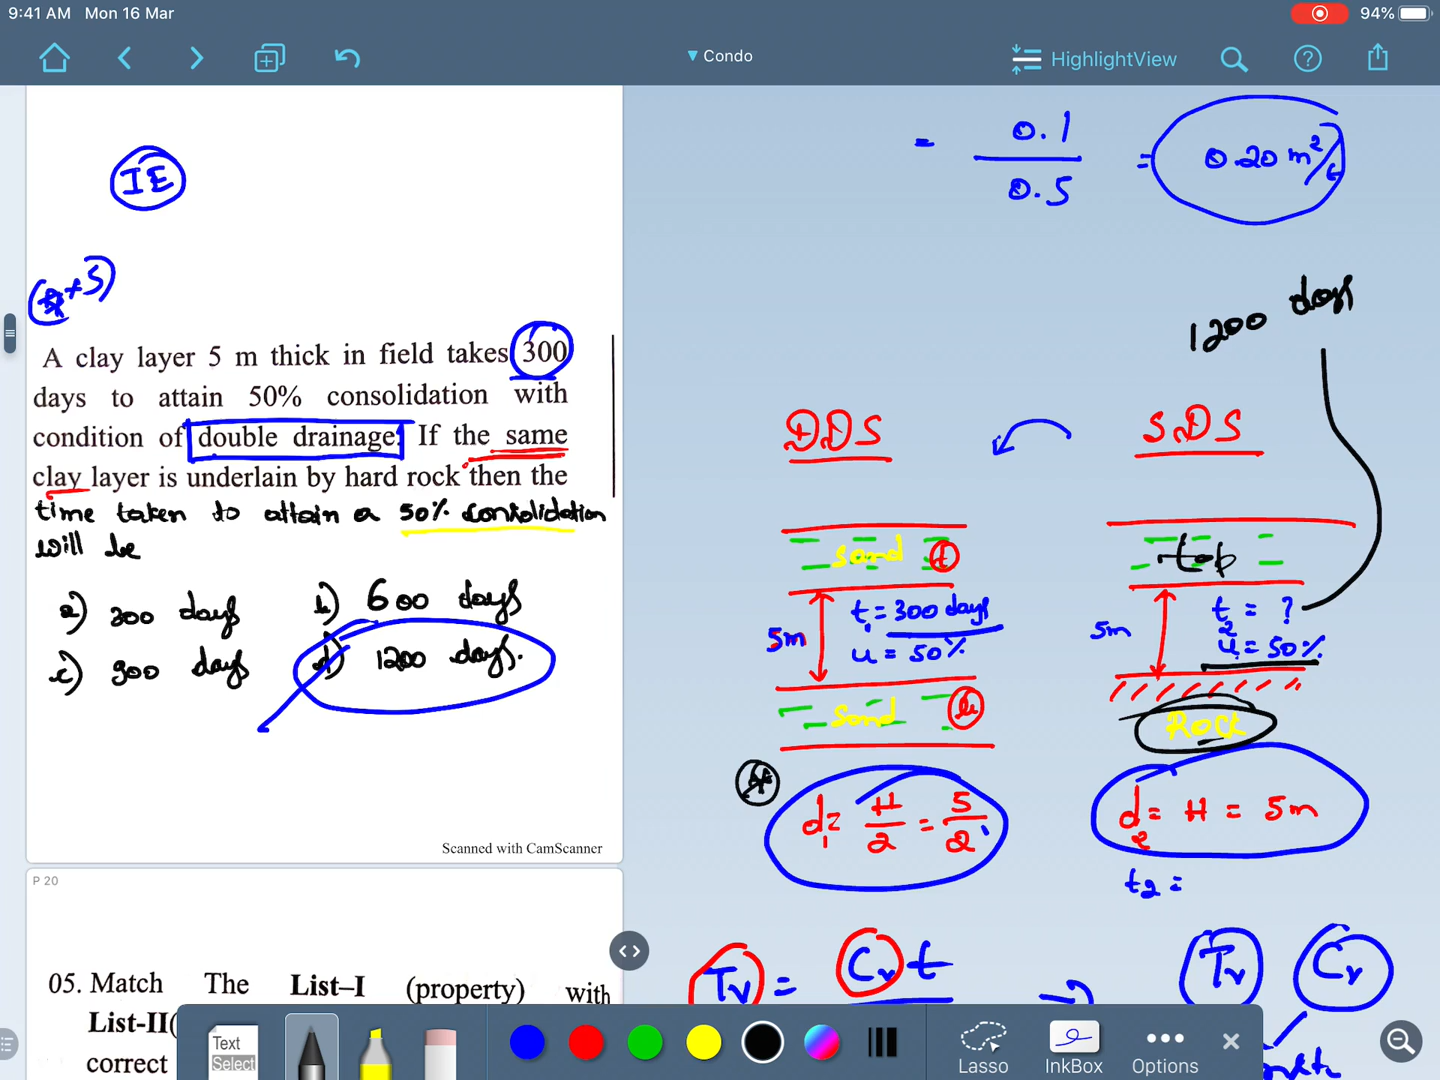 9:41 AM Mon 16 Mar
94%
Condo
HighlightView
IE
A clay layer 5 m thick in field takes 300
days to attain 50% consolidation with
condition of double drainage. If the same
clay layer is underlain by hard rock then the
time taken to attain a 50% consolidation
will be
a) 300 days b) 600 days
c) 900 days d) 1200 days.
Scanned with CamScanner
P 20
05. Match The List–I (property) with
List–II(
correct
= 0.1 / 0.5 = 0.20 m²/t
1200 days
DDS SDS
Sand t top
5m t₁ = 300 days 5m t₂ = ?
u = 50% u = 50%
Sand b Rock
d₁ = H/2 = 5/2 d₂ = H = 5m
t₂ =
Tv = Cv t ⇒ Tv Cv
Text
Select
Lasso
InkBox
Options